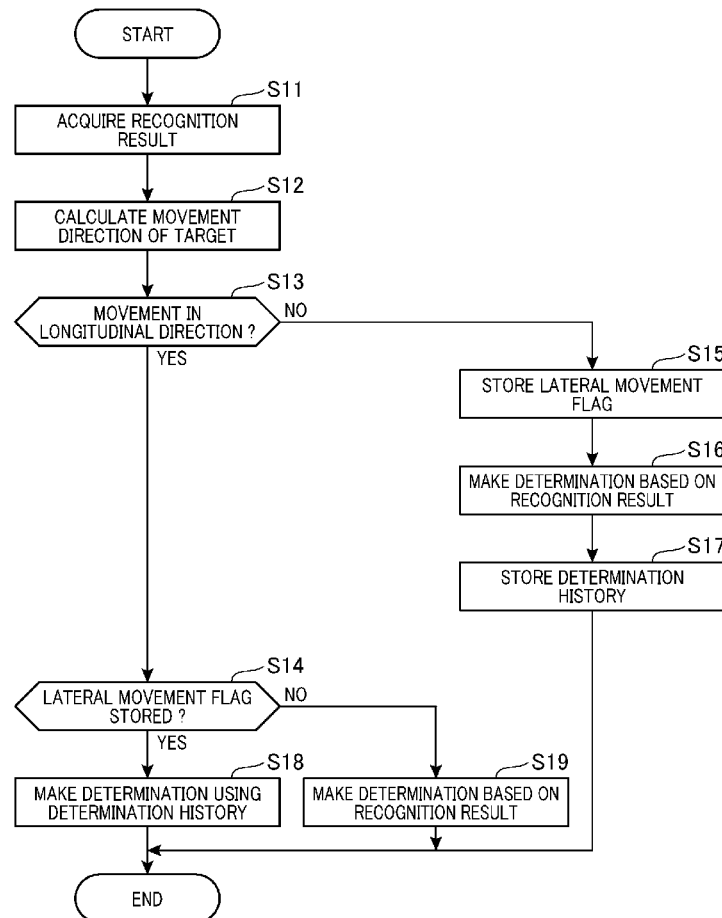 START
S11
ACQUIRE RECOGNITION
RESULT
S12
CALCULATE MOVEMENT
DIRECTION OF TARGET
S13
MOVEMENT IN
LONGITUDINAL DIRECTION ?
NO
YES
S15
STORE LATERAL MOVEMENT
FLAG
S16
MAKE DETERMINATION BASED ON
RECOGNITION RESULT
S17
STORE DETERMINATION
HISTORY
S14
LATERAL MOVEMENT FLAG
STORED ?
NO
YES
S18
MAKE DETERMINATION USING
DETERMINATION HISTORY
S19
MAKE DETERMINATION BASED ON
RECOGNITION RESULT
END